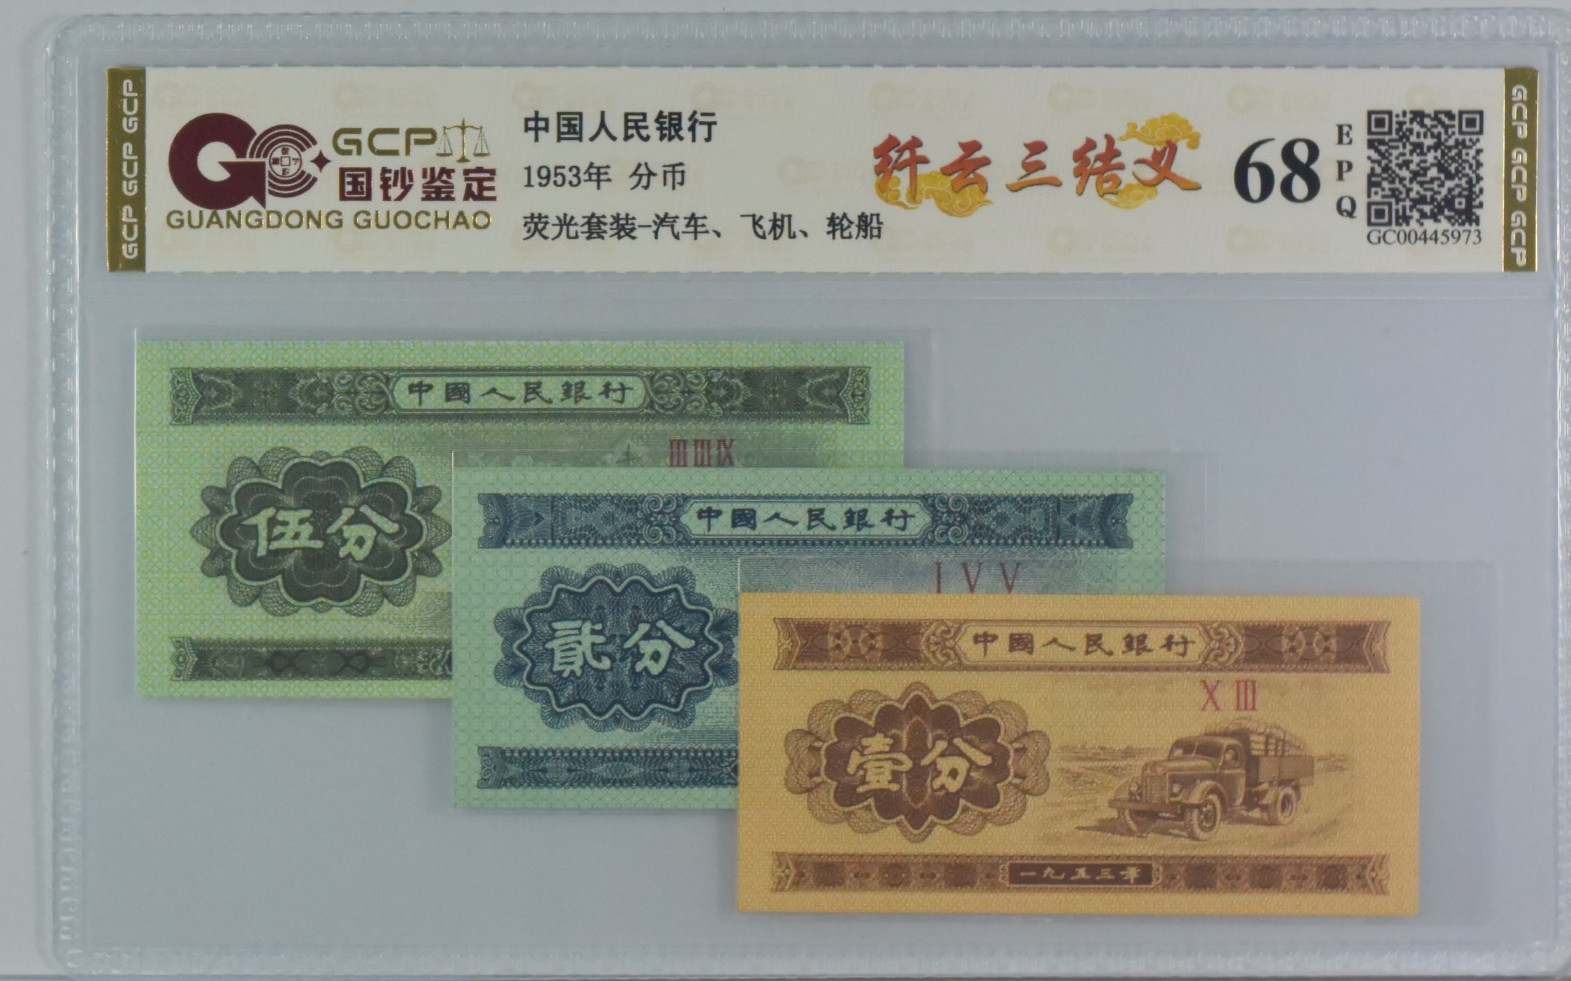 GCP GCP GCP
GCP
国钞鉴定
GUANGDONG GUOCHAO
中国人民银行
1953年 分币
荧光套装-汽车、飞机、轮船
纤云三结义
68
EPQ
GC00445973
GCP GCP GCP
中國人民銀行
III III IX
伍分
中國人民銀行
I V V
貳分
中國人民銀行
X III
壹分
一九五三年